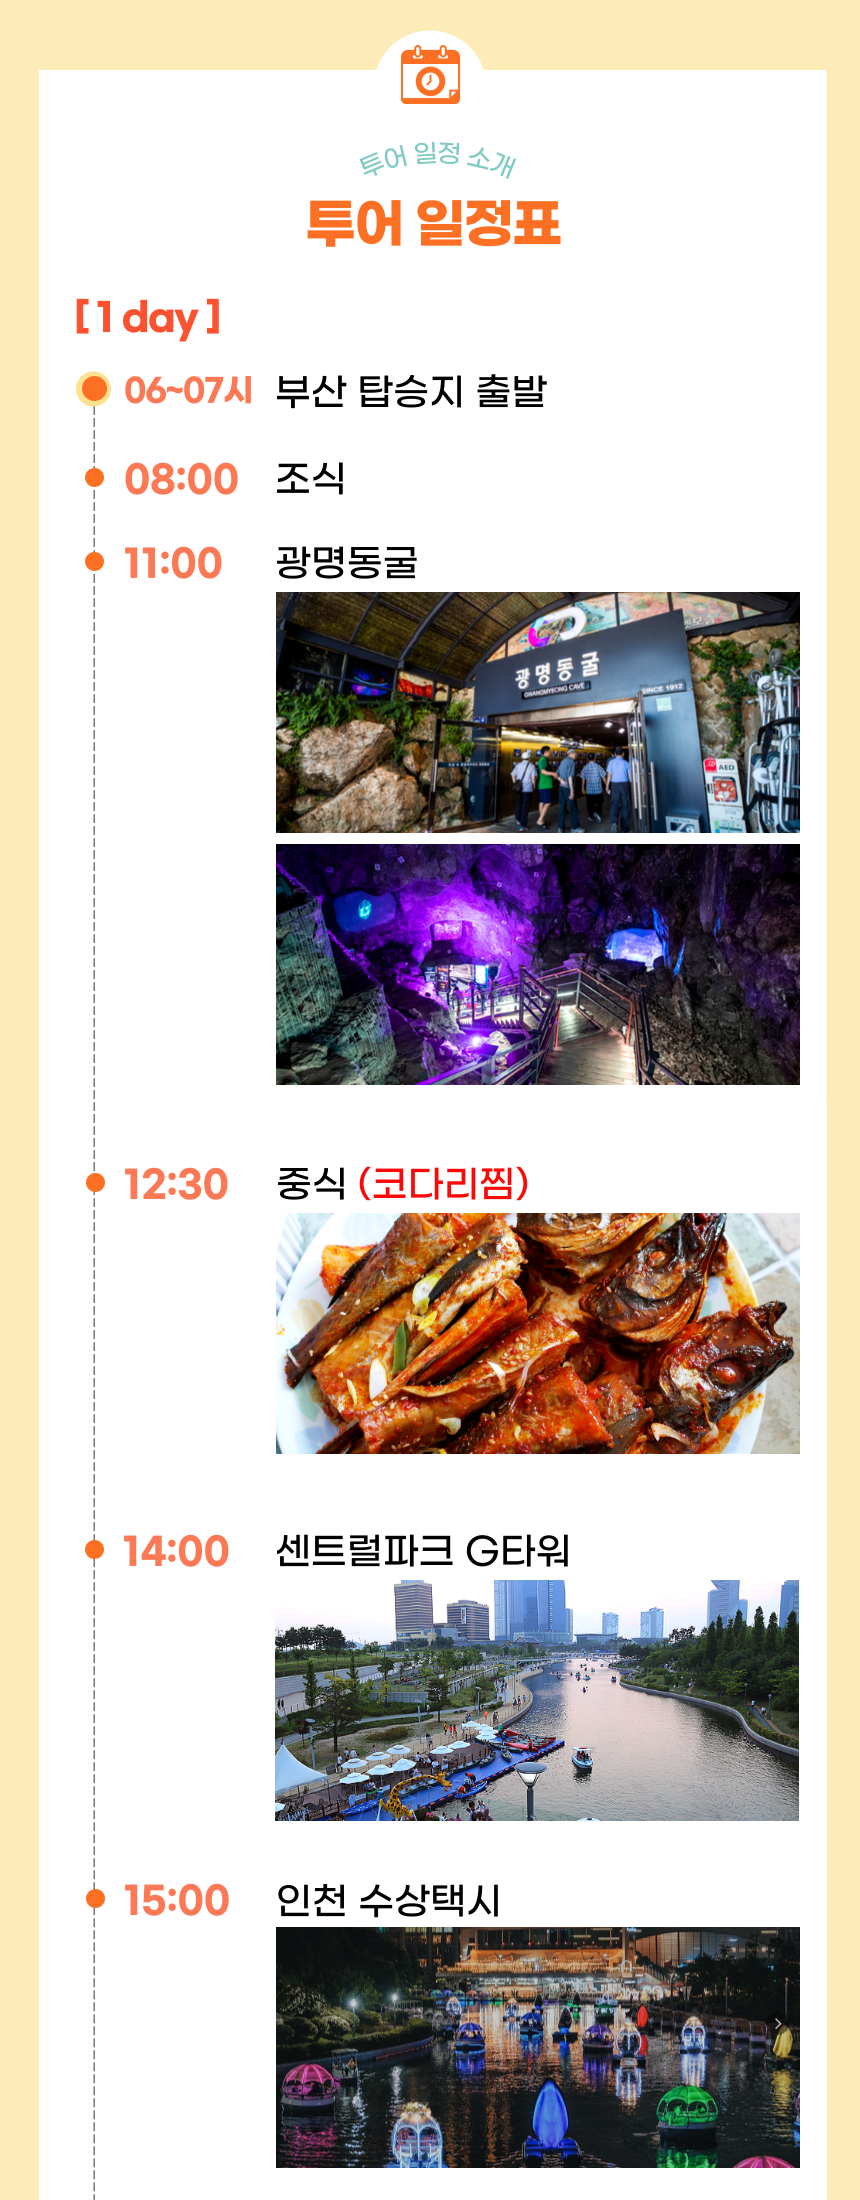 투어 일정 소개
투어 일정표
[ 1 day ]
06~07시 부산 탑승지 출발
08:00 조식
11:00 광명동굴
광명동굴
GWANGMYEONG CAVE
SINCE 1912
AED
12:30 중식 (코다리찜)
14:00 센트럴파크 G타워
15:00 인천 수상택시